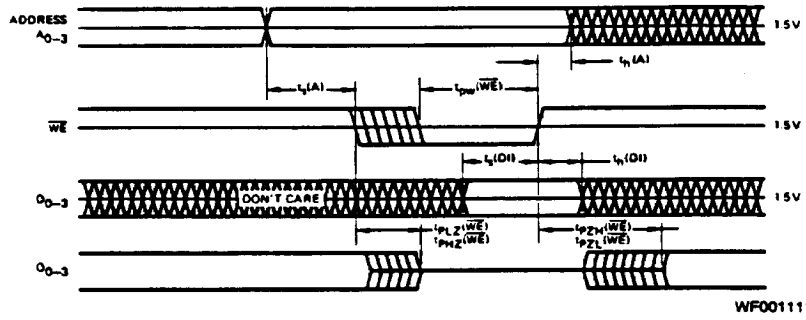 ADDRESS
A0–3
1.5V
th(A)
ts(A)
tpw(WE)
WE
1.5V
ts(DI)
th(DI)
D0–3
DON'T CARE
1.5V
tPLZ(WE)
tPHZ(WE)
tPZH(WE)
tPZL(WE)
O0–3
WF00111